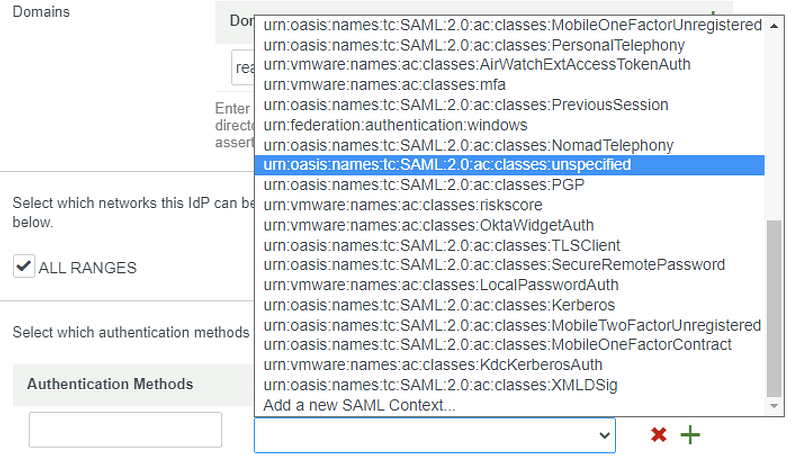 Domains
Dor
rea
Enter
directo
assert
Select which networks this IdP can be
below.
ALL RANGES
Select which authentication methods
Authentication Methods
urn:oasis:names:tc:SAML:2.0:ac:classes:MobileOneFactorUnregistered
urn:oasis:names:tc:SAML:2.0:ac:classes:PersonalTelephony
urn:vmware:names:ac:classes:AirWatchExtAccessTokenAuth
urn:vmware:names:ac:classes:mfa
urn:oasis:names:tc:SAML:2.0:ac:classes:PreviousSession
urn:federation:authentication:windows
urn:oasis:names:tc:SAML:2.0:ac:classes:NomadTelephony
urn:oasis:names:tc:SAML:2.0:ac:classes:unspecified
urn:oasis:names:tc:SAML:2.0:ac:classes:PGP
urn:vmware:names:ac:classes:riskscore
urn:vmware:names:ac:classes:OktaWidgetAuth
urn:oasis:names:tc:SAML:2.0:ac:classes:TLSClient
urn:oasis:names:tc:SAML:2.0:ac:classes:SecureRemotePassword
urn:vmware:names:ac:classes:LocalPasswordAuth
urn:oasis:names:tc:SAML:2.0:ac:classes:Kerberos
urn:oasis:names:tc:SAML:2.0:ac:classes:MobileTwoFactorUnregistered
urn:oasis:names:tc:SAML:2.0:ac:classes:MobileOneFactorContract
urn:vmware:names:ac:classes:KdcKerberosAuth
urn:oasis:names:tc:SAML:2.0:ac:classes:XMLDSig
Add a new SAML Context...